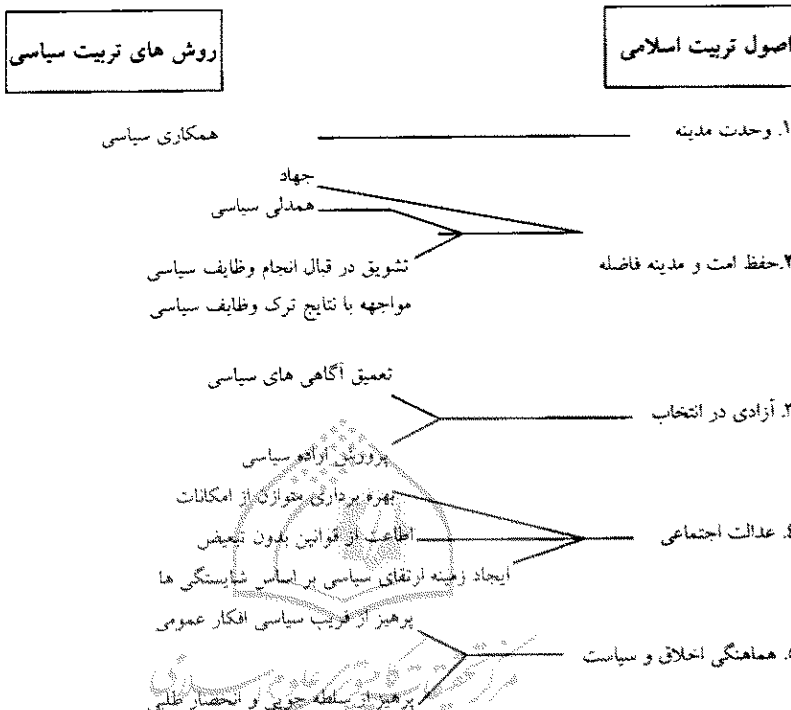 اصول تربیت اسلامی
روش های تربیت سیاسی
۱. وحدت مدینه
همکاری سیاسی
۲.حفظ امت و مدینه فاضله
جهاد
همدلی سیاسی
تشویق در قبال انجام وظایف سیاسی
مواجهه با نتایج ترک وظایف سیاسی
۳. آزادی در انتخاب
تعمیق آگاهی های سیاسی
پرورش اراده سیاسی
٤. عدالت اجتماعی
بهره برداری متوازن از امکانات
اطاعت از قوانین بدون تبعیض
ایجاد زمینه ارتقای سیاسی بر اساس شایستگی ها
۵. هماهنگی اخلاق و سیاست
پرهیز از فریب سیاسی افکار عمومی
پرهیز از سلطه جویی و انحصار طلبی